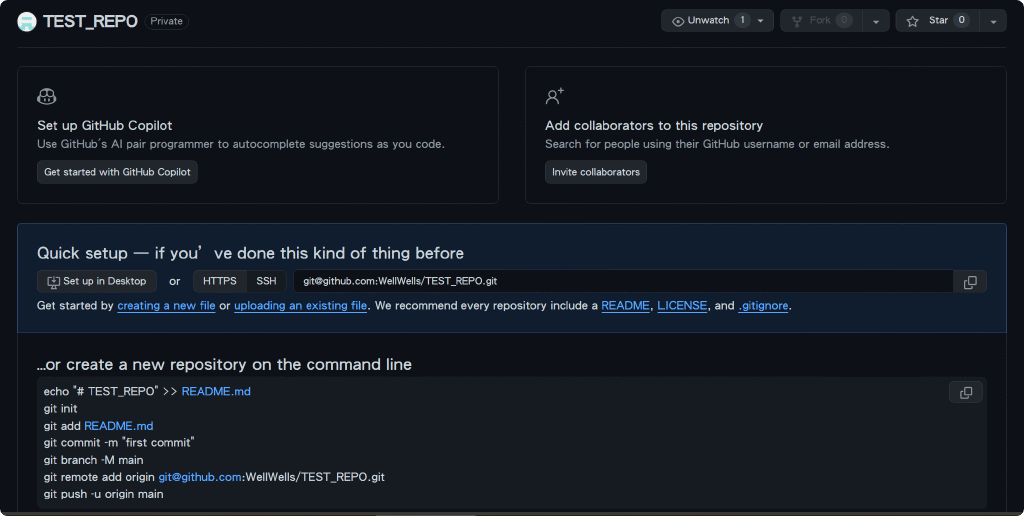 TEST_REPO Private Unwatch 1 Fork 0 Star 0
Set up GitHub Copilot
Use GitHub's AI pair programmer to autocomplete suggestions as you code.
Get started with GitHub Copilot
Add collaborators to this repository
Search for people using their GitHub username or email address.
Invite collaborators
Quick setup — if you’ve done this kind of thing before
Set up in Desktop or HTTPS SSH git@github.com:WellWells/TEST_REPO.git
Get started by creating a new file or uploading an existing file. We recommend every repository include a README, LICENSE, and .gitignore.
...or create a new repository on the command line
echo "# TEST_REPO" >> README.md
git init
git add README.md
git commit -m "first commit"
git branch -M main
git remote add origin git@github.com:WellWells/TEST_REPO.git
git push -u origin main